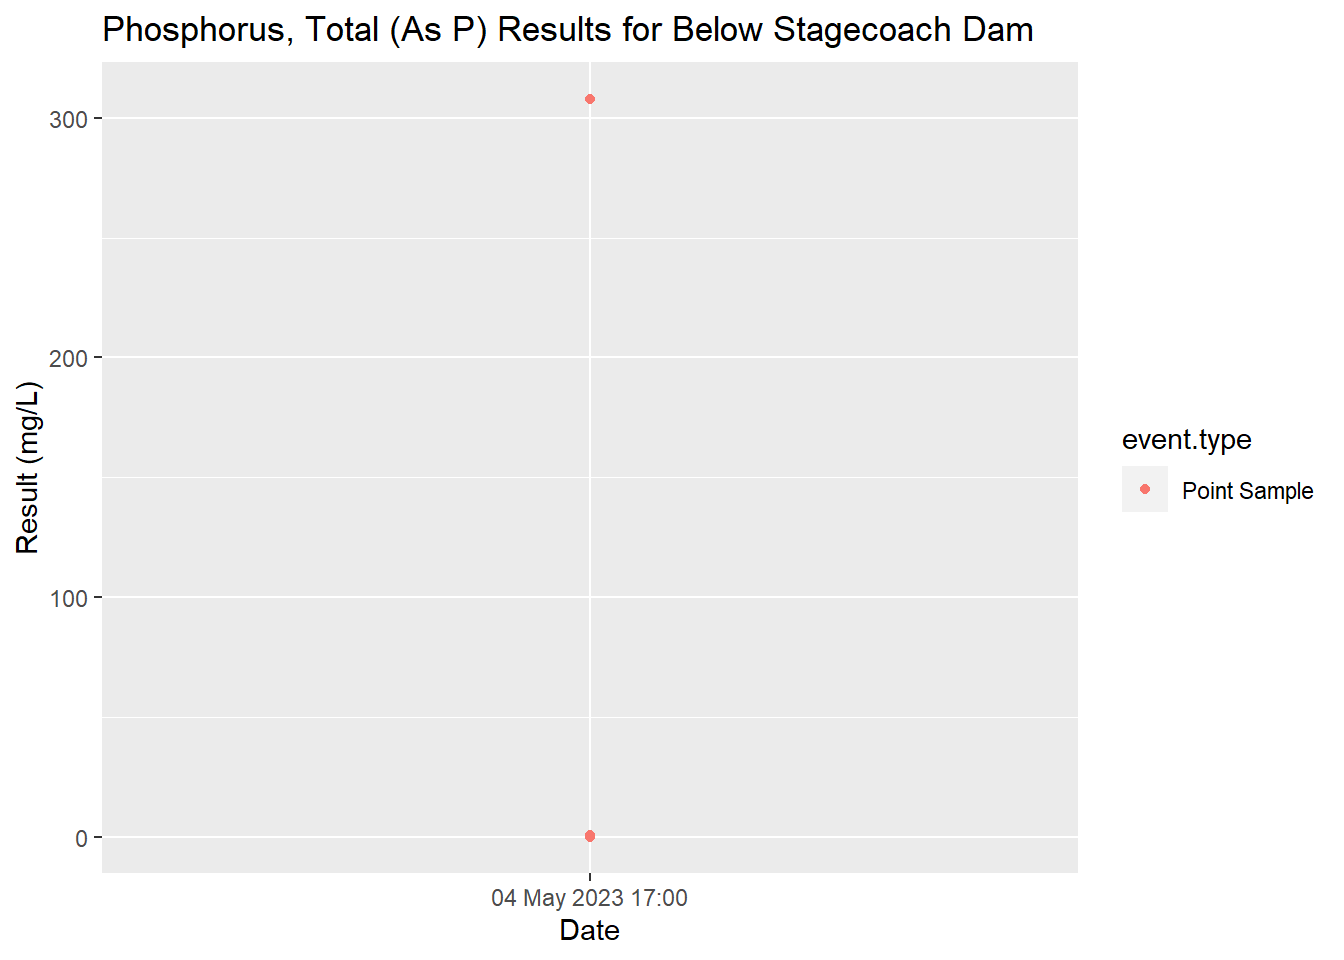 Phosphorus, Total (As P) Results for Below Stagecoach Dam
300
200
100
0
Result (mg/L)
04 May 2023 17:00
Date
event.type
Point Sample